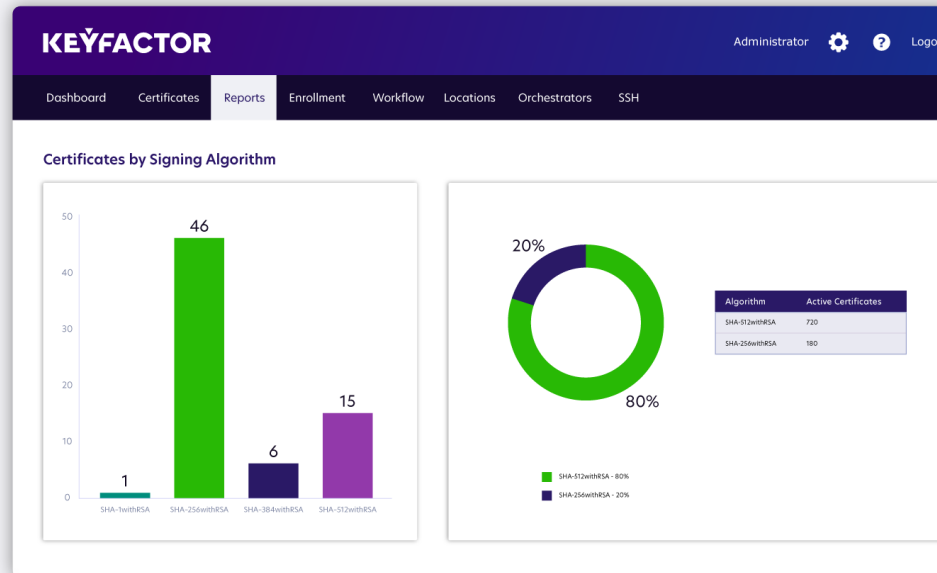 KEYFACTOR
Administrator
Dashboard Certificates Reports Enrollment Workflow Locations Orchestrators SSH
Certificates by Signing Algorithm
50
40
30
20
10
0
1
46
6
15
SHA-1withRSA SHA-256withRSA SHA-384withRSA SHA-512withRSA
20%
80%
SHA-512withRSA - 80%
SHA-256withRSA - 20%
Algorithm Active Certificates
SHA-512withRSA 720
SHA-256withRSA 180